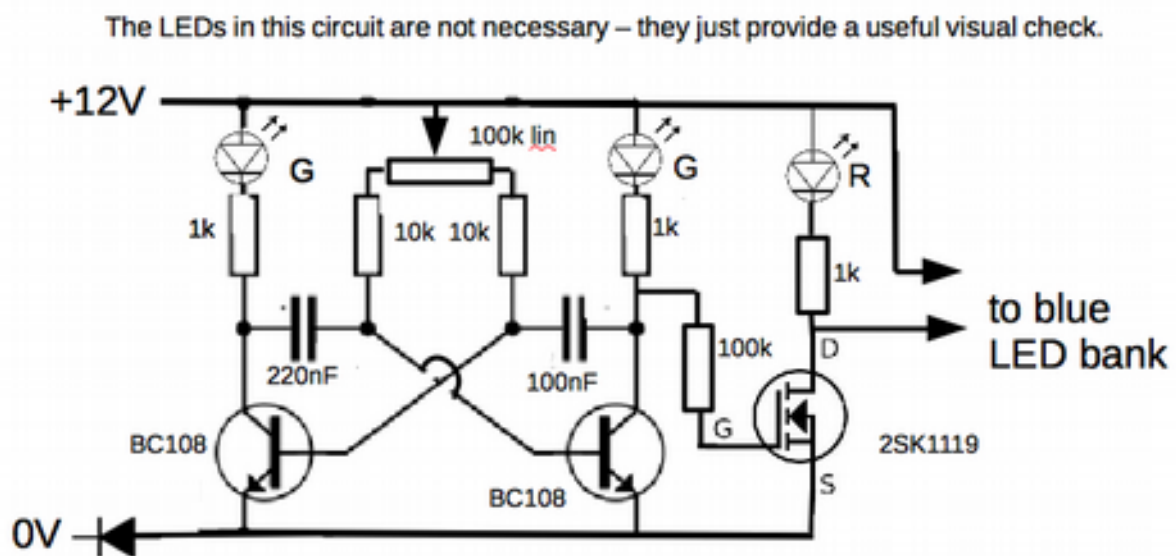 The LEDs in this circuit are not necessary – they just provide a useful visual check.
+12V
100k lin
G
G
R
1k
10k 10k
1k
1k
to blue
LED bank
220nF
100nF
100k
D
BC108
G
2SK1119
BC108
S
0V